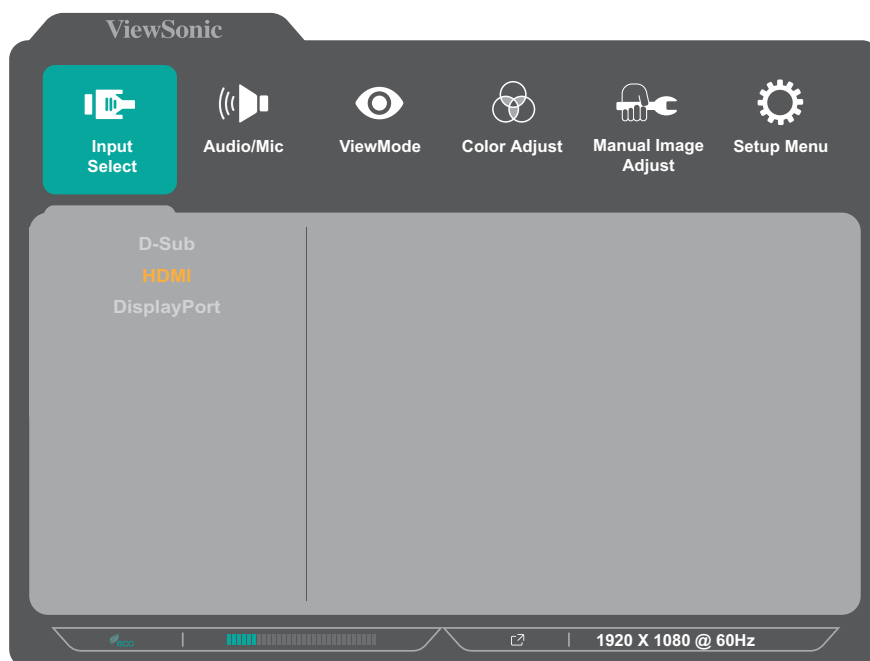 ViewSonic
Input
Select
Audio/Mic
ViewMode
Color Adjust
Manual Image
Adjust
Setup Menu
D-Sub
HDMI
DisplayPort
eco
1920 X 1080 @ 60Hz